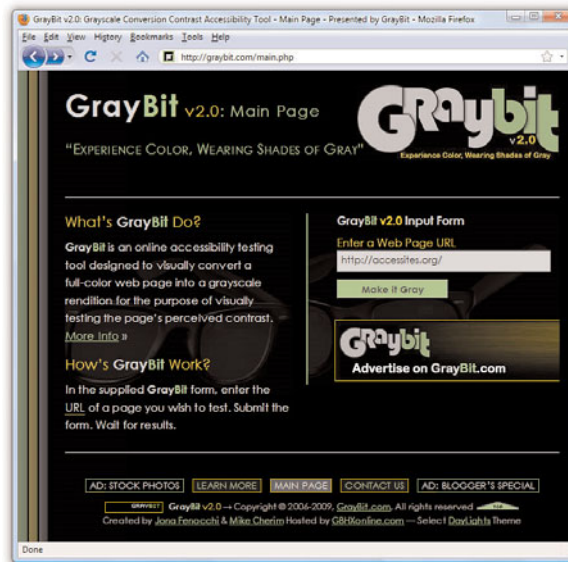 GrayBit v2.0: Grayscale Conversion Contrast Accessibility Tool - Main Page - Presented by GrayBit - Mozilla Firefox
File Edit View History Bookmarks Tools Help
http://graybit.com/main.php
GrayBit v2.0: Main Page
"Experience Color, Wearing Shades of Gray"
GRaybit
v2.0
Experience Color, Wearing Shades of Gray
What's GrayBit Do?
GrayBit is an online accessibility testing
tool designed to visually convert a
full-color web page into a grayscale
rendition for the purpose of visually
testing the page's perceived contrast.
More Info »
How's GrayBit Work?
In the supplied GrayBit form, enter the
URL of a page you wish to test. Submit the
form. Wait for results.
GrayBit v2.0 Input Form
Enter a Web Page URL
http://accessites.org/
Make it Gray
GRaybit
Advertise on GrayBit.com
AD: STOCK PHOTOS LEARN MORE MAIN PAGE CONTACT US AD: BLOGGER'S SPECIAL
GRAYBIT GrayBit v2.0 → Copyright © 2006-2009, GrayBit.com. All rights reserved
Created by Jona Fenocchi & Mike Cherim Hosted by GBHXonline.com — Select DayLights Theme
Done